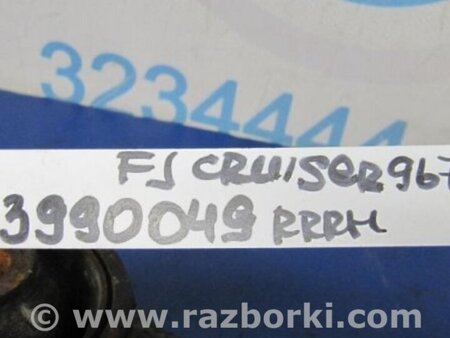 3234444
FJ CRUISER 967
3990049 RRRH
© www.razborki.com